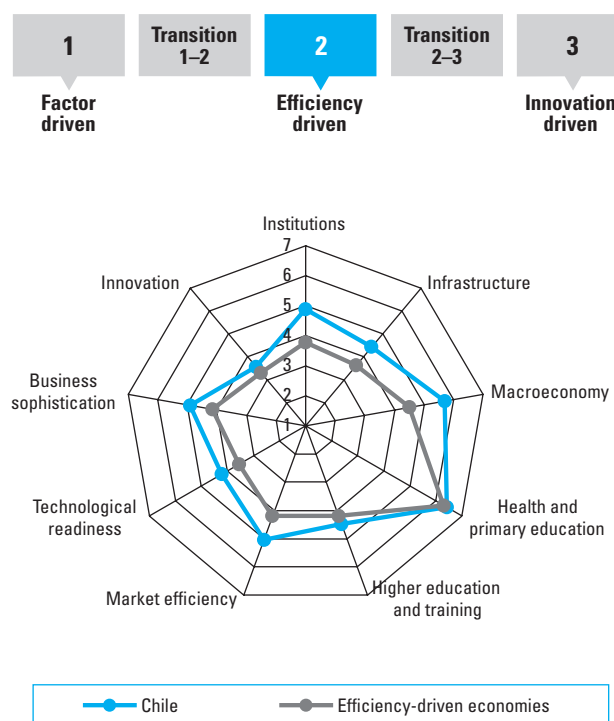 1
Transition
1–2
2
Transition
2–3
3
Factor
driven
Efficiency
driven
Innovation
driven
Institutions
7
6
5
4
3
2
1
Innovation
Infrastructure
Business
sophistication
Macroeconomy
Technological
readiness
Health and
primary education
Market efficiency
Higher education
and training
Chile
Efficiency-driven economies